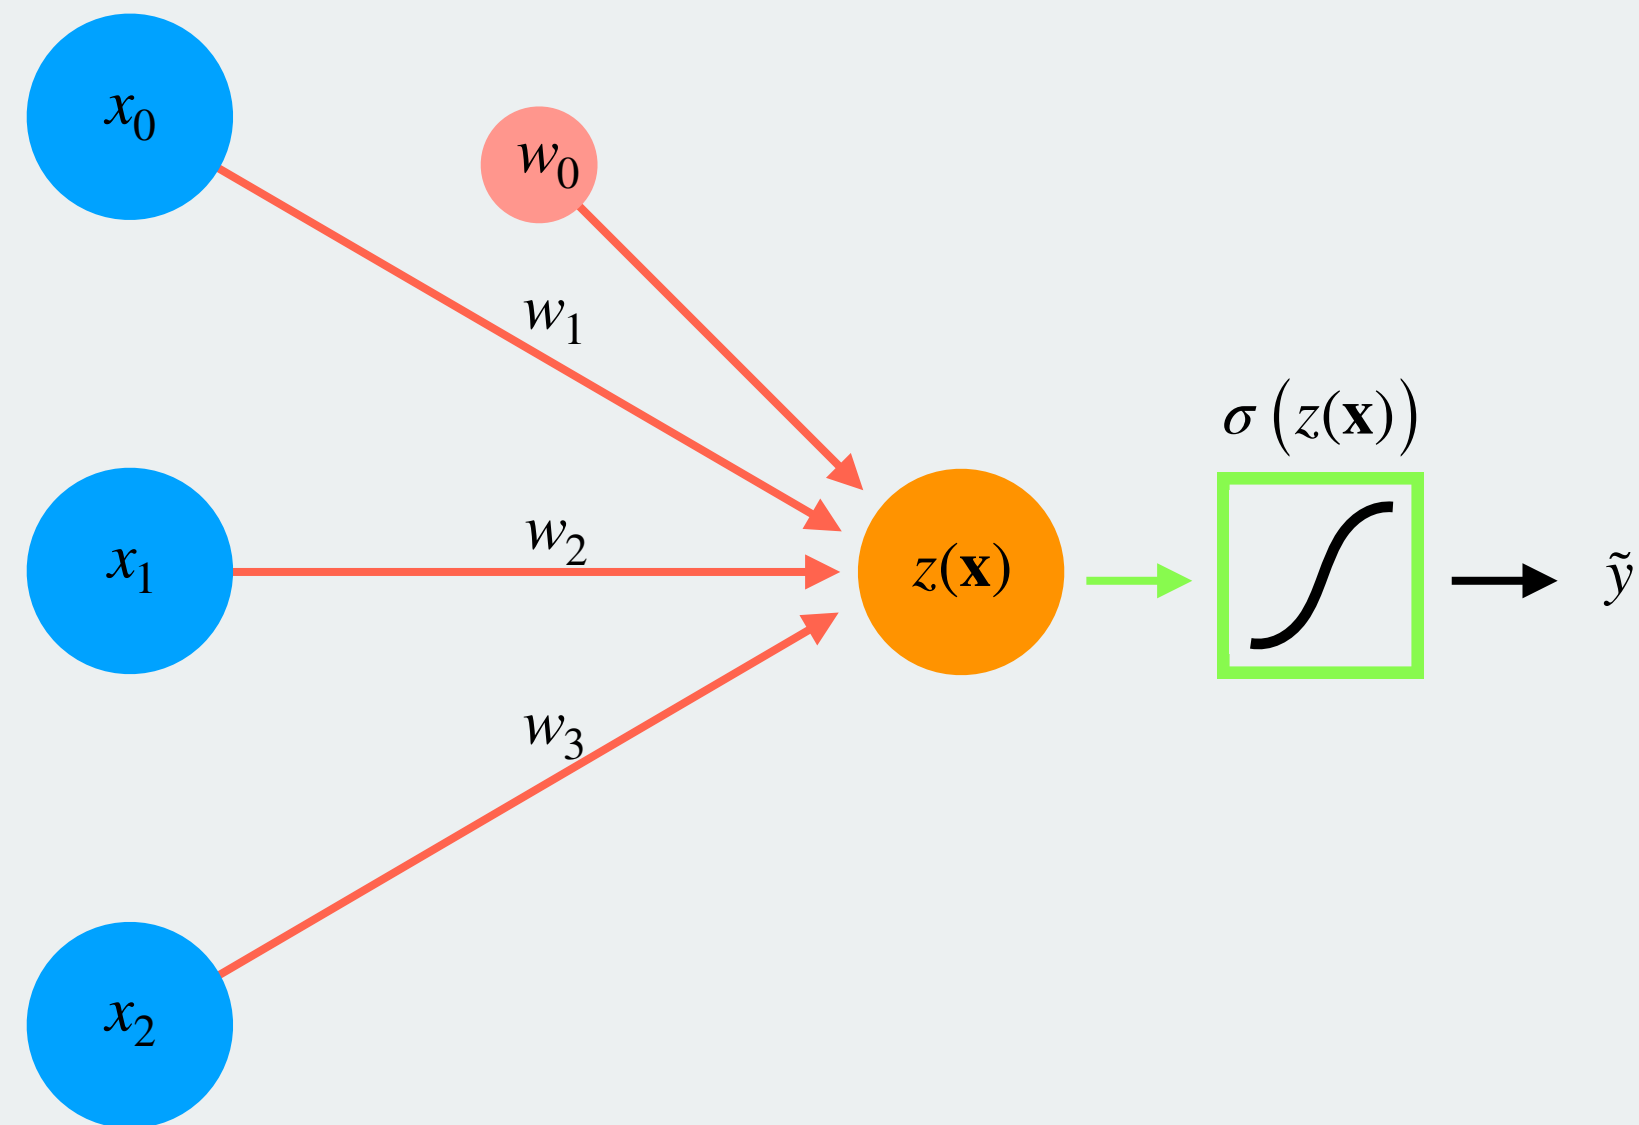 x₀
w₀
w₁
σ (z(𝐱))
x₁
w₂
z(𝐱)
ỹ
w₃
x₂